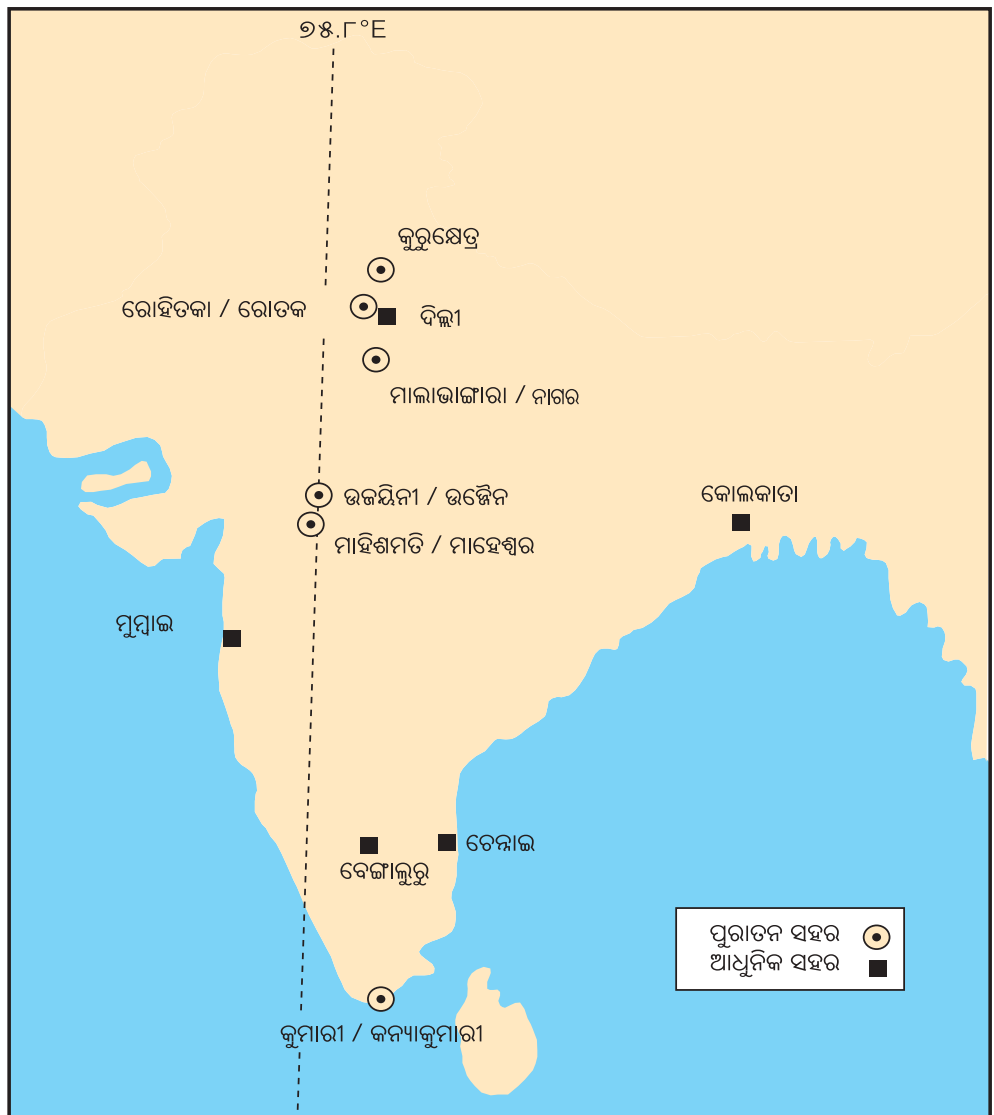 ୭୫.୮°E
କୁରୁକ୍ଷେତ୍ର
ରୋହିତକା / ରୋତକ
ଦିଲ୍ଲୀ
ମାଲାଭାଙ୍ଗାରା / ନାଗର
ଉଜୟିନୀ / ଉଜ୍ଜୈନ
କୋଲକାତା
ମାହିଶମତି / ମାହେଶ୍ୱର
ମୁମ୍ବାଇ
ଚେନ୍ନାଇ
ବେଙ୍ଗାଲୁରୁ
ପୁରାତନ ସହର
ଆଧୁନିକ ସହର
କୁମାରୀ / କନ୍ୟାକୁମାରୀ